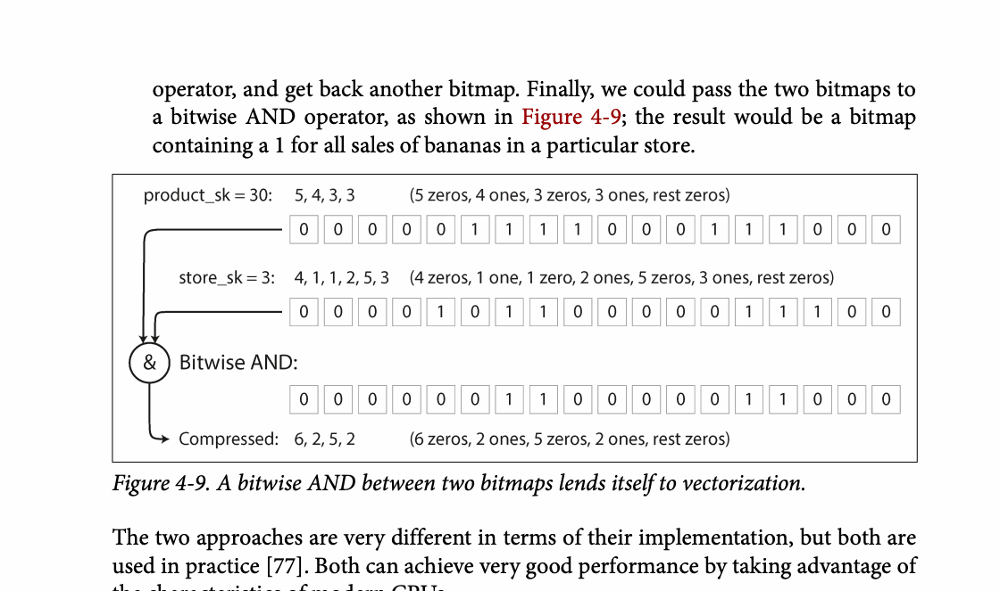 operator, and get back another bitmap. Finally, we could pass the two bitmaps to
a bitwise AND operator, as shown in Figure 4-9; the result would be a bitmap
containing a 1 for all sales of bananas in a particular store.
product_sk = 30: 5, 4, 3, 3 (5 zeros, 4 ones, 3 zeros, 3 ones, rest zeros)
0 0 0 0 0 1 1 1 1 0 0 0 1 1 1 0 0 0
store_sk = 3: 4, 1, 1, 2, 5, 3 (4 zeros, 1 one, 1 zero, 2 ones, 5 zeros, 3 ones, rest zeros)
0 0 0 0 1 0 1 1 0 0 0 0 0 1 1 1 0 0
& Bitwise AND:
0 0 0 0 0 0 1 1 0 0 0 0 0 1 1 0 0 0
Compressed: 6, 2, 5, 2 (6 zeros, 2 ones, 5 zeros, 2 ones, rest zeros)
Figure 4-9. A bitwise AND between two bitmaps lends itself to vectorization.
The two approaches are very different in terms of their implementation, but both are
used in practice [77]. Both can achieve very good performance by taking advantage of
the characteristics of modern CPUs